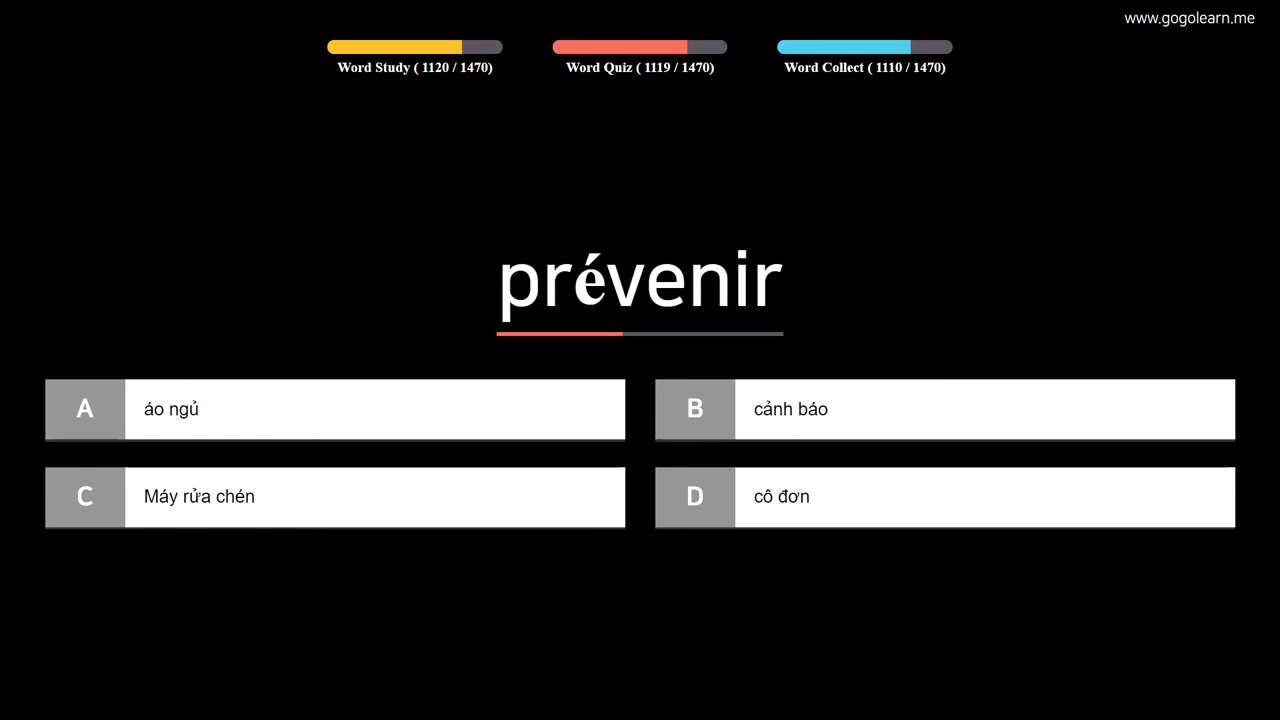 www.gogolearn.me
Word Study ( 1120 / 1470)
Word Quiz ( 1119 / 1470)
Word Collect ( 1110 / 1470)
prévenir
A áo ngủ
B cảnh báo
C Máy rửa chén
D cô đơn